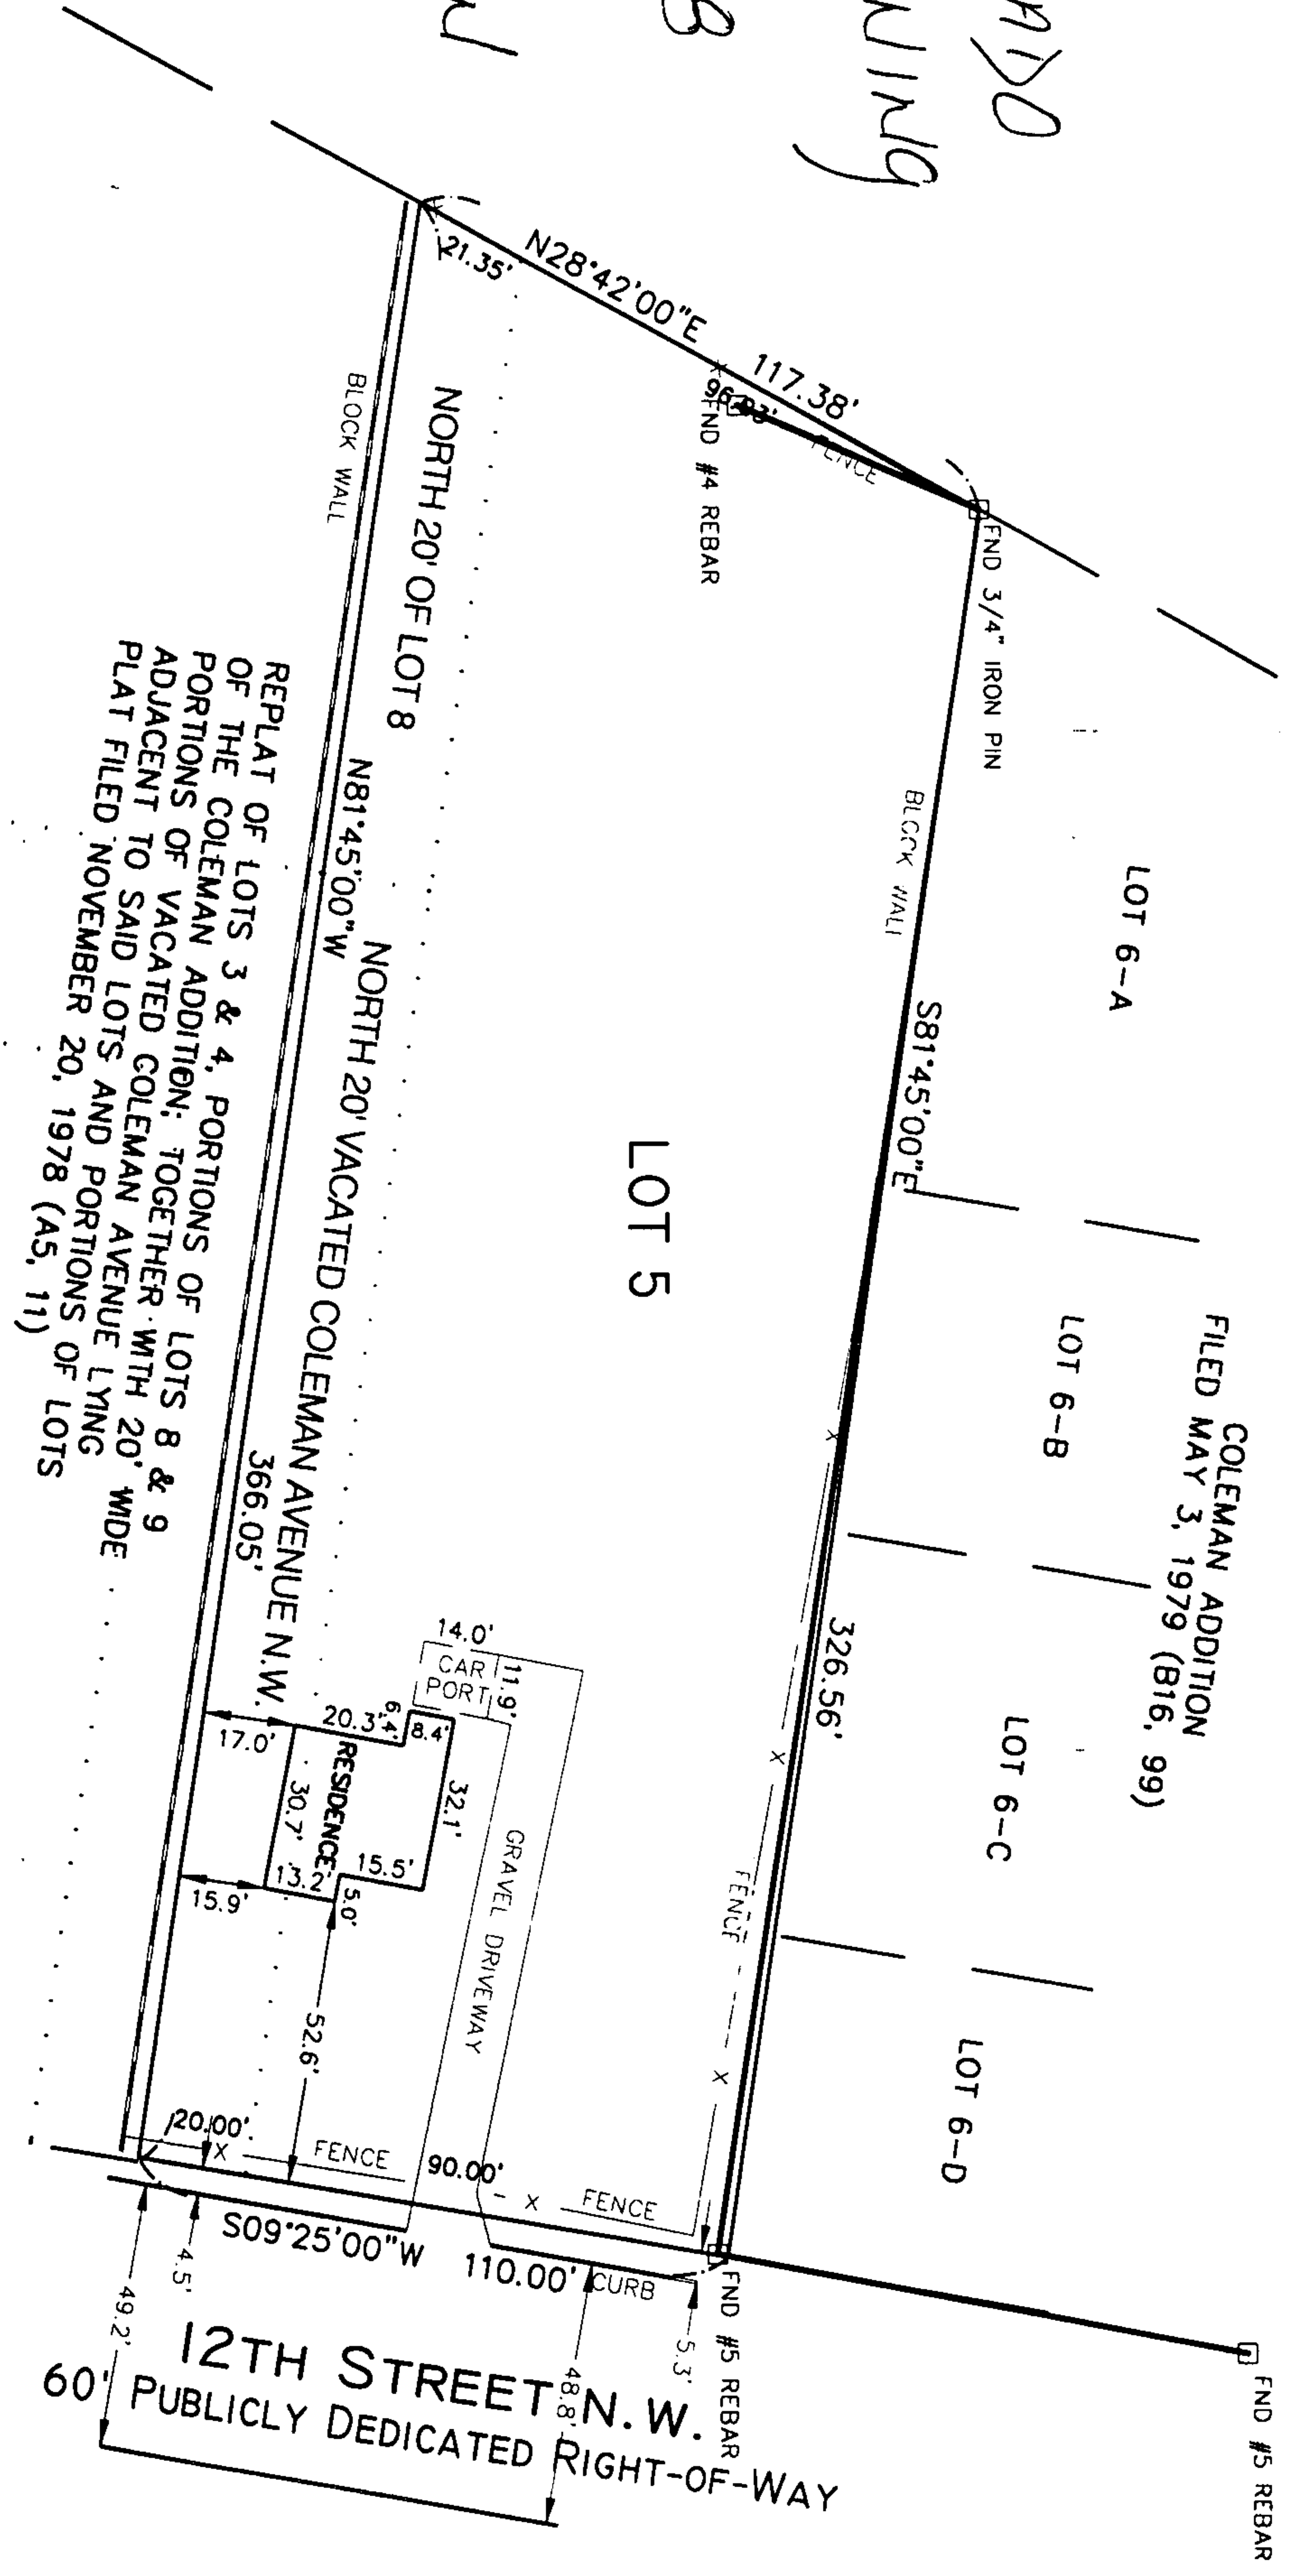 N28°42'00"E
117.38'
21.35'
FENCE
FND #4 REBAR
FND 3/4" IRON PIN
BLOCK WALL
NORTH 20' OF LOT 8
N81°45'00"W
366.05'
NORTH 20' VACATED COLEMAN AVENUE N.W.
REPLAT OF LOTS 3 & 4, PORTIONS OF LOTS 8 & 9
OF THE COLEMAN ADDITION; TOGETHER WITH 20' WIDE
PORTIONS OF VACATED COLEMAN AVENUE LYING
ADJACENT TO SAID LOTS AND PORTIONS OF LOTS
PLAT FILED NOVEMBER 20, 1978 (A5, 11)
LOT 5
BLOCK WALL
S81°45'00"E
326.56'
LOT 6-A
LOT 6-B
LOT 6-C
LOT 6-D
COLEMAN ADDITION
FILED MAY 3, 1979 (B16, 99)
14.0'
CAR
PORT
11.9'
6.4'
8.4'
20.3'
17.0'
RESIDENCE
30.7'
32.1'
15.5'
13.2'
5.0'
15.9'
52.6'
GRAVEL DRIVEWAY
FENCE
20.00'
FENCE
90.00'
FENCE
S09°25'00"W
110.00'
CURB
4.5'
49.2'
5.3'
48.8'
FND #5 REBAR
FND #5 REBAR
12TH STREET N.W.
60' PUBLICLY DEDICATED RIGHT-OF-WAY